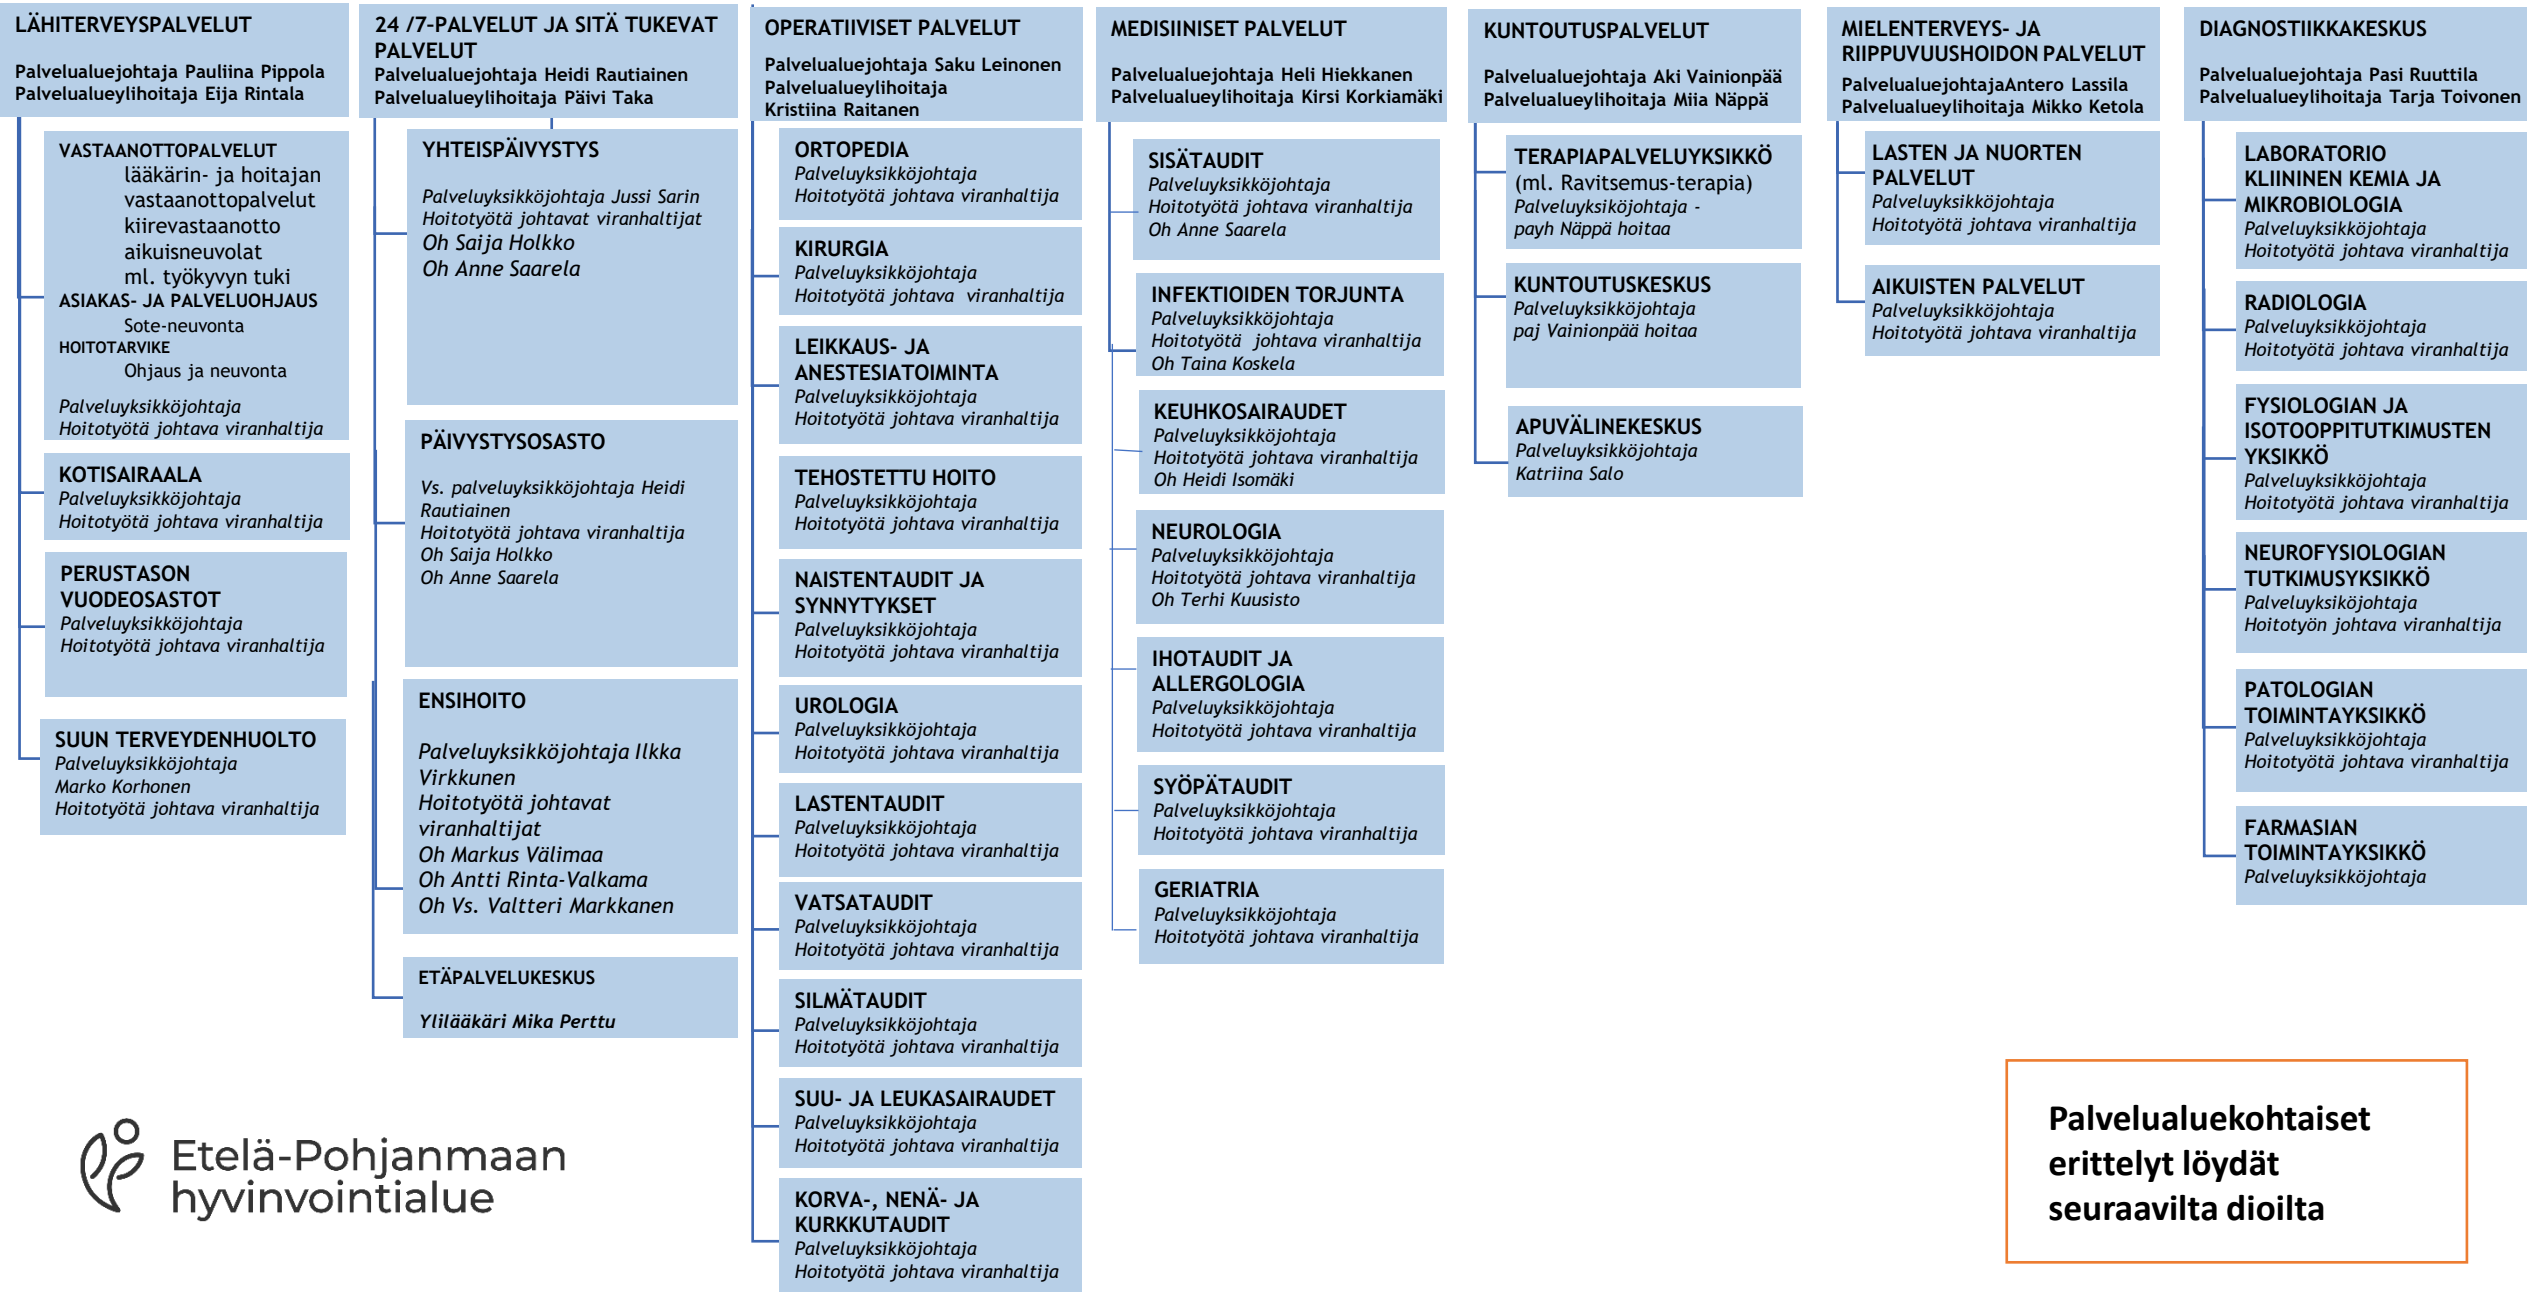 LÄHITERVEYSPALVELUT
Palvelualuejohtaja Pauliina Pippola
Palvelualueylihoitaja Eija Rintala
VASTAANOTTOPALVELUT
lääkärin- ja hoitajan
vastaanottopalvelut
kiirevastaanotto
aikuisneuvolat
ml. työkyvyn tuki
ASIAKAS- JA PALVELUOHJAUS
Sote-neuvonta
HOITOTARVIKE
Ohjaus ja neuvonta
Palveluyksikköjohtaja
Hoitotyötä johtava viranhaltija
KOTISAIRAALA
Palveluyksikköjohtaja
Hoitotyötä johtava viranhaltija
PERUSTASON
VUODEOSASTOT
Palveluyksikköjohtaja
Hoitotyötä johtava viranhaltija
SUUN TERVEYDENHUOLTO
Palveluyksikköjohtaja
Marko Korhonen
Hoitotyötä johtava viranhaltija
24 /7-PALVELUT JA SITÄ TUKEVAT
PALVELUT
Palvelualuejohtaja Heidi Rautiainen
Palvelualueylihoitaja Päivi Taka
YHTEISPÄIVYSTYS
Palveluyksikköjohtaja Jussi Sarin
Hoitotyötä johtavat viranhaltijat
Oh Saija Holkko
Oh Anne Saarela
PÄIVYSTYSOSASTO
Vs. palveluyksikköjohtaja Heidi
Rautiainen
Hoitotyötä johtava viranhaltija
Oh Saija Holkko
Oh Anne Saarela
ENSIHOITO
Palveluyksikköjohtaja Ilkka
Virkkunen
Hoitotyötä johtavat
viranhaltijat
Oh Markus Välimaa
Oh Antti Rinta-Valkama
Oh Vs. Valtteri Markkanen
ETÄPALVELUKESKUS
Ylilääkäri Mika Perttu
OPERATIIVISET PALVELUT
Palvelualuejohtaja Saku Leinonen
Palvelualueylihoitaja
Kristiina Raitanen
ORTOPEDIA
Palveluyksikköjohtaja
Hoitotyötä johtava viranhaltija
KIRURGIA
Palveluyksikköjohtaja
Hoitotyötä johtava  viranhaltija
LEIKKAUS- JA
ANESTESIATOIMINTA
Palveluyksikköjohtaja
Hoitotyötä johtava viranhaltija
TEHOSTETTU HOITO
Palveluyksikköjohtaja
Hoitotyötä johtava viranhaltija
NAISTENTAUDIT JA
SYNNYTYKSET
Palveluyksikköjohtaja
Hoitotyötä johtava viranhaltija
UROLOGIA
Palveluyksikköjohtaja
Hoitotyötä johtava viranhaltija
LASTENTAUDIT
Palveluyksikköjohtaja
Hoitotyötä johtava viranhaltija
VATSATAUDIT
Palveluyksikköjohtaja
Hoitotyötä johtava viranhaltija
SILMÄTAUDIT
Palveluyksikköjohtaja
Hoitotyötä johtava viranhaltija
SUU- JA LEUKASAIRAUDET
Palveluyksikköjohtaja
Hoitotyötä johtava viranhaltija
KORVA-, NENÄ- JA
KURKKUTAUDIT
Palveluyksikköjohtaja
Hoitotyötä johtava viranhaltija
MEDISIINISET PALVELUT
Palvelualuejohtaja Heli Hiekkanen
Palvelualueylihoitaja Kirsi Korkiamäki
SISÄTAUDIT
Palveluyksikköjohtaja
Hoitotyötä johtava viranhaltija
Oh Anne Saarela
INFEKTIOIDEN TORJUNTA
Palveluyksikköjohtaja
Hoitotyötä  johtava viranhaltija
Oh Taina Koskela
KEUHKOSAIRAUDET
Palveluyksikköjohtaja
Hoitotyötä johtava viranhaltija
Oh Heidi Isomäki
NEUROLOGIA
Palveluyksikköjohtaja
Hoitotyötä johtava viranhaltija
Oh Terhi Kuusisto
IHOTAUDIT JA
ALLERGOLOGIA
Palveluyksikköjohtaja
Hoitotyötä johtava viranhaltija
SYÖPÄTAUDIT
Palveluyksikköjohtaja
Hoitotyötä johtava viranhaltija
GERIATRIA
Palveluyksikköjohtaja
Hoitotyötä johtava viranhaltija
KUNTOUTUSPALVELUT
Palvelualuejohtaja Aki Vainionpää
Palvelualueylihoitaja Miia Näppä
TERAPIAPALVELUYKSIKKÖ
(ml. Ravitsemus-terapia)
Palveluyksiköjohtaja -
payh Näppä hoitaa
KUNTOUTUSKESKUS
Palveluyksikköjohtaja
paj Vainionpää hoitaa
APUVÄLINEKESKUS
Palveluyksikköjohtaja
Katriina Salo
MIELENTERVEYS- JA
RIIPPUVUUSHOIDON PALVELUT
PalvelualuejohtajaAntero Lassila
Palvelualueylihoitaja Mikko Ketola
LASTEN JA NUORTEN
PALVELUT
Palveluyksikköjohtaja
Hoitotyötä johtava viranhaltija
AIKUISTEN PALVELUT
Palveluyksikköjohtaja
Hoitotyötä johtava viranhaltija
DIAGNOSTIIKKAKESKUS
Palvelualuejohtaja Pasi Ruuttila
Palvelualueylihoitaja Tarja Toivonen
LABORATORIO
KLIININEN KEMIA JA
MIKROBIOLOGIA
Palveluyksikköjohtaja
Hoitotyötä johtava viranhaltija
RADIOLOGIA
Palveluyksikköjohtaja
Hoitotyötä johtava viranhaltija
FYSIOLOGIAN JA
ISOTOOPPITUTKIMUSTEN
YKSIKKÖ
Palveluyksikköjohtaja
Hoitotyötä johtava viranhaltija
NEUROFYSIOLOGIAN
TUTKIMUSYKSIKKÖ
Palveluyksiköjohtaja
Hoitotyön johtava viranhaltija
PATOLOGIAN
TOIMINTAYKSIKKÖ
Palveluyksikköjohtaja
Hoitotyötä johtava viranhaltija
FARMASIAN
TOIMINTAYKSIKKÖ
Palveluyksikköjohtaja
Etelä-Pohjanmaan
hyvinvointialue
Palvelualuekohtaiset
erittelyt löydät
seuraavilta dioilta